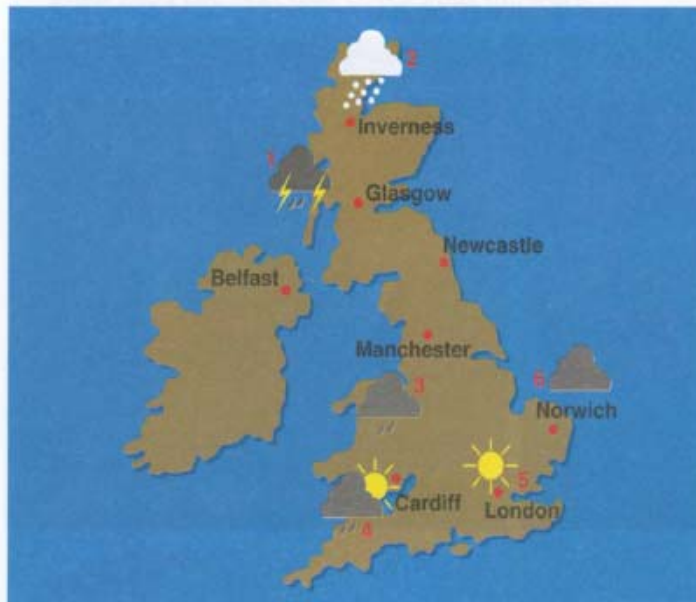 2
Inverness
1
Glasgow
Newcastle
Belfast
Manchester
6
3
Norwich
5
Cardiff
London
4